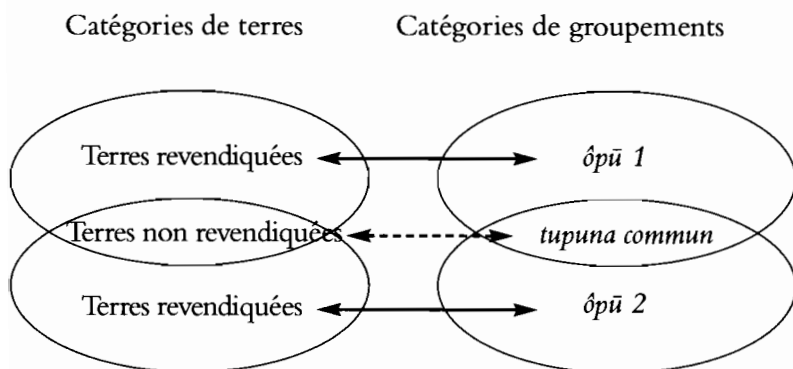 Catégories de terres Catégories de groupements
Terres revendiquées ôpū 1
Terres non revendiquées tupuna commun
Terres revendiquées ôpū 2